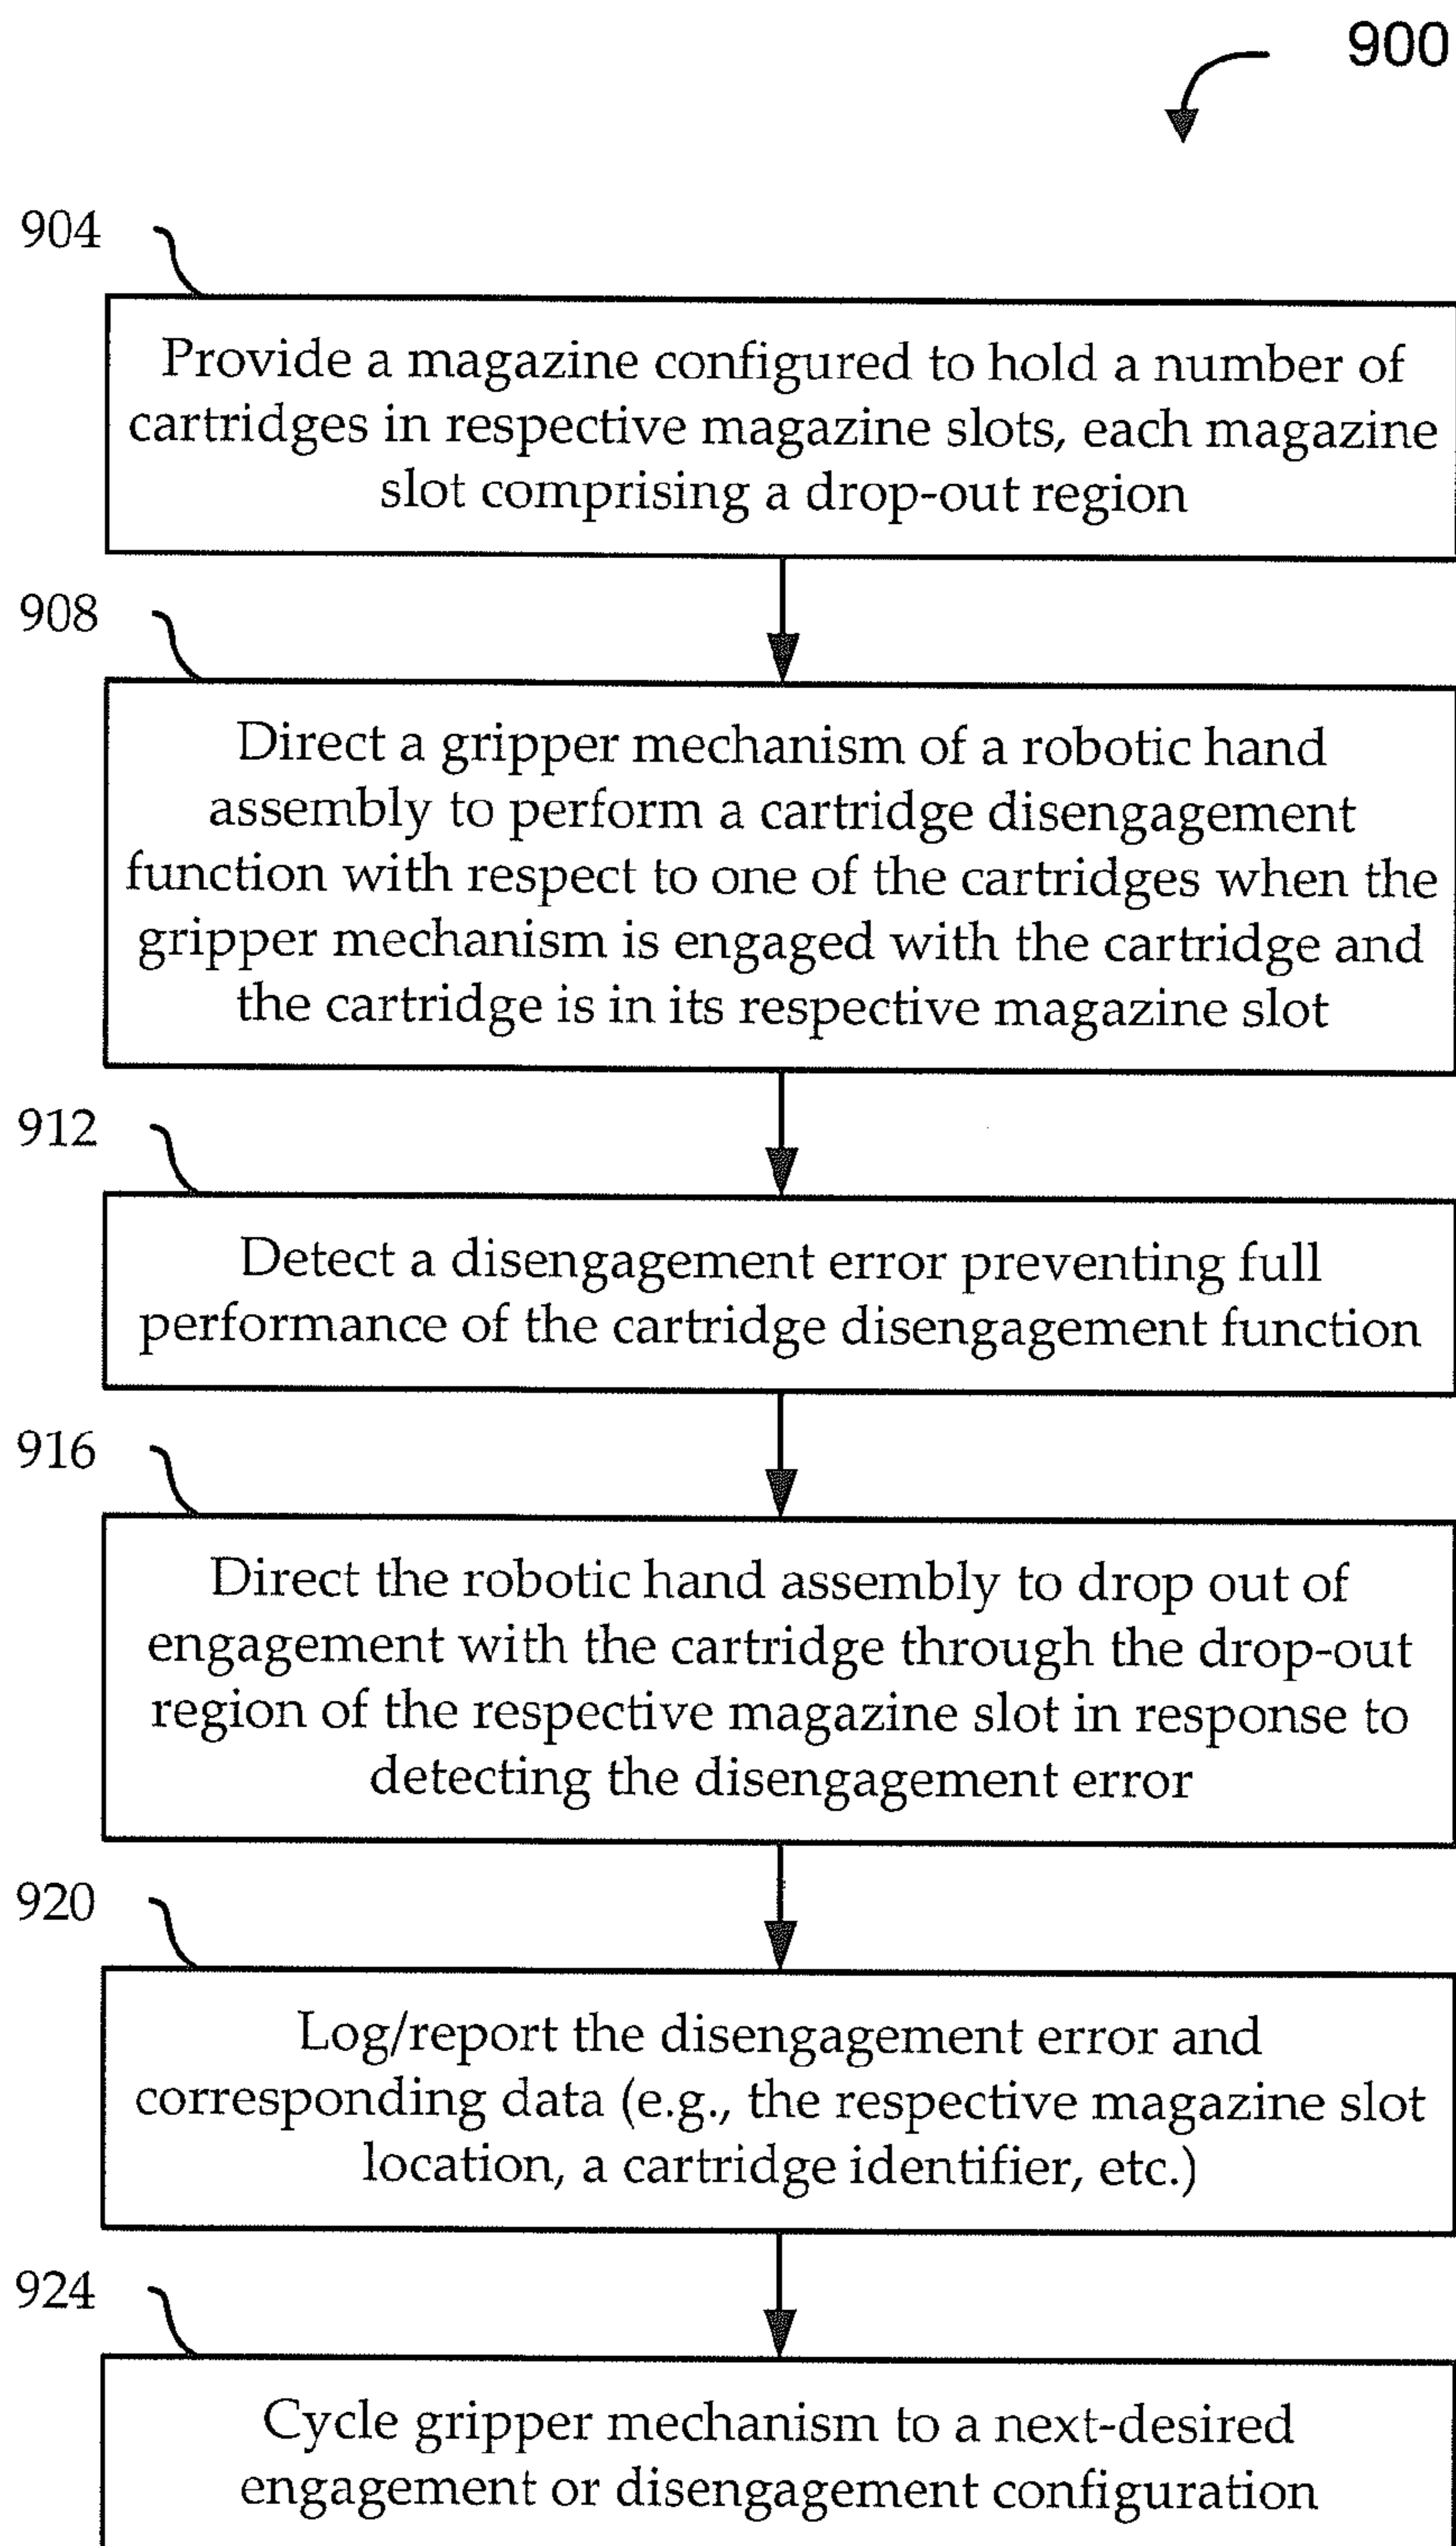 900
904
Provide a magazine configured to hold a number of
cartridges in respective magazine slots, each magazine
slot comprising a drop-out region
908
Direct a gripper mechanism of a robotic hand
assembly to perform a cartridge disengagement
function with respect to one of the cartridges when the
gripper mechanism is engaged with the cartridge and
the cartridge is in its respective magazine slot
912
Detect a disengagement error preventing full
performance of the cartridge disengagement function
916
Direct the robotic hand assembly to drop out of
engagement with the cartridge through the drop-out
region of the respective magazine slot in response to
detecting the disengagement error
920
Log/report the disengagement error and
corresponding data (e.g., the respective magazine slot
location, a cartridge identifier, etc.)
924
Cycle gripper mechanism to a next-desired
engagement or disengagement configuration